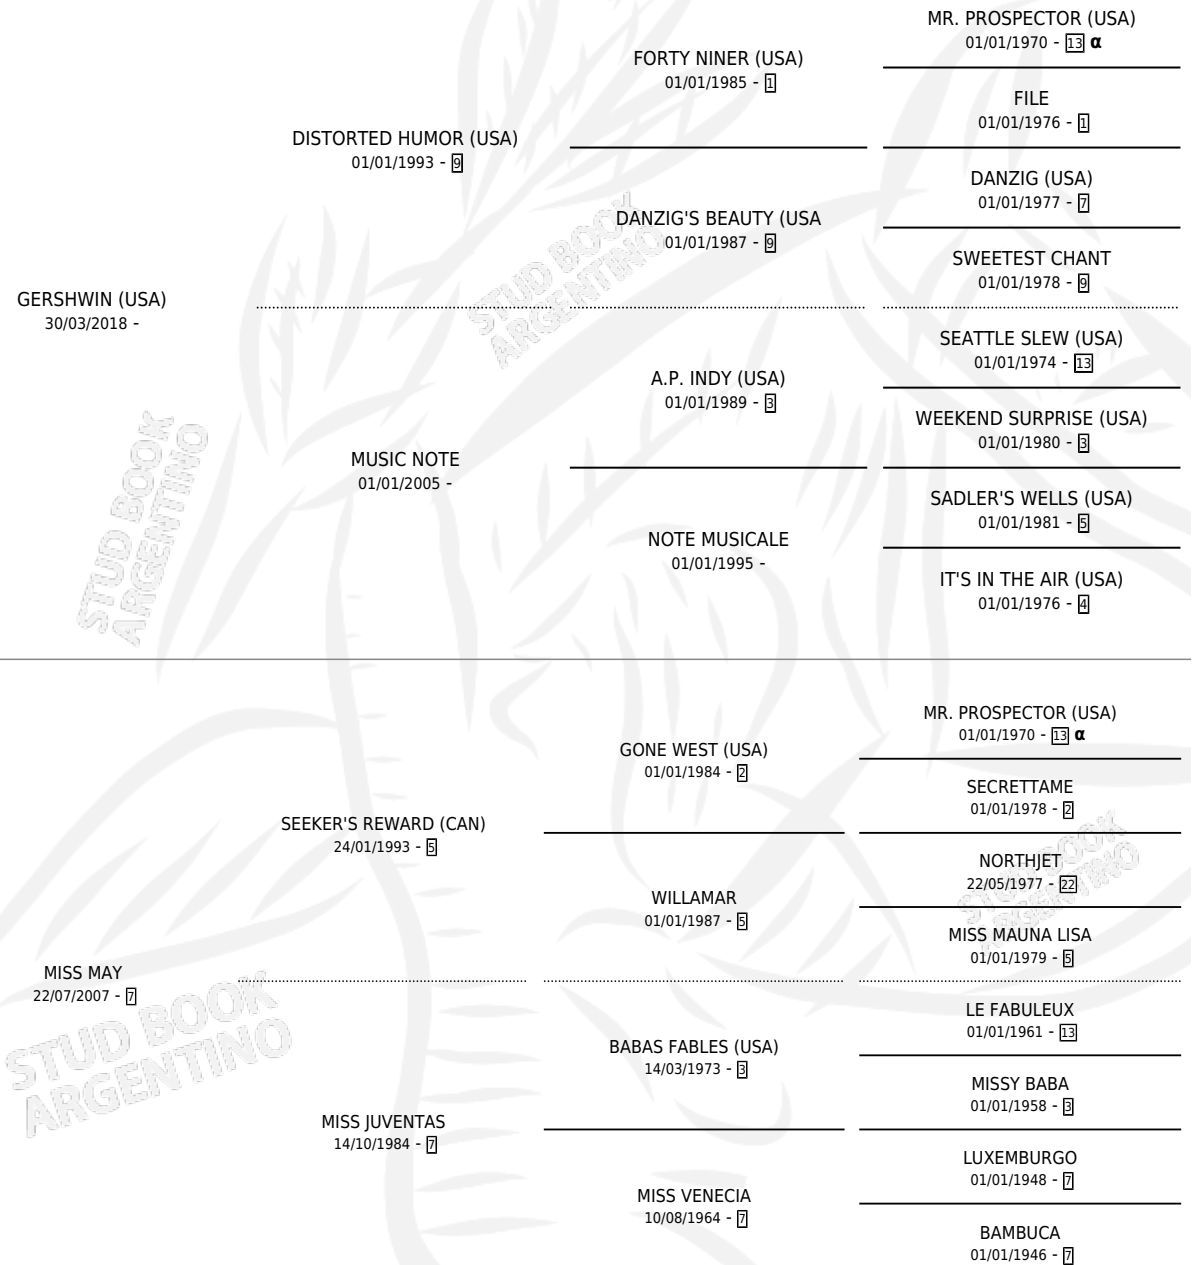 MR. PROSPECTOR (USA)
01/01/1970 - 13 α
FORTY NINER (USA)
01/01/1985 - 1
FILE
01/01/1976 - 1
DISTORTED HUMOR (USA)
01/01/1993 - 9
DANZIG (USA)
01/01/1977 - 7
DANZIG'S BEAUTY (USA
01/01/1987 - 9
SWEETEST CHANT
01/01/1978 - 9
GERSHWIN (USA)
30/03/2018 -
SEATTLE SLEW (USA)
01/01/1974 - 13
A.P. INDY (USA)
01/01/1989 - 3
WEEKEND SURPRISE (USA)
01/01/1980 - 3
MUSIC NOTE
01/01/2005 -
SADLER'S WELLS (USA)
01/01/1981 - 5
NOTE MUSICALE
01/01/1995 -
IT'S IN THE AIR (USA)
01/01/1976 - 4
STUD BOOK
ARGENTINO
STUD BOOK
ARGENTINO
MR. PROSPECTOR (USA)
01/01/1970 - 13 α
GONE WEST (USA)
01/01/1984 - 2
SECRETTAME
01/01/1978 - 2
SEEKER'S REWARD (CAN)
24/01/1993 - 5
NORTHJET
22/05/1977 - 22
WILLAMAR
01/01/1987 - 5
MISS MAUNA LISA
01/01/1979 - 5
MISS MAY
22/07/2007 - 7
LE FABULEUX
01/01/1961 - 13
BABAS FABLES (USA)
14/03/1973 - 3
MISSY BABA
01/01/1958 - 3
MISS JUVENTAS
14/10/1984 - 7
LUXEMBURGO
01/01/1948 - 7
MISS VENECIA
10/08/1964 - 7
BAMBUCA
01/01/1946 - 7
STUD BOOK
ARGENTINO
STUD BOOK
ARGENTINO